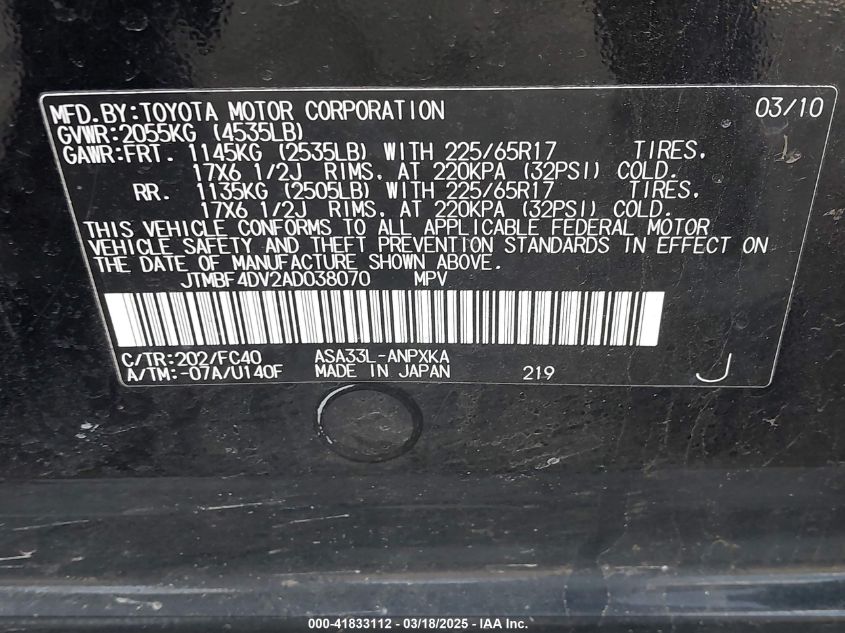 MFD.BY:TOYOTA MOTOR CORPORATION 03/10
GVWR:2055KG (4535LB)
GAWR:FRT. 1145KG (2535LB) WITH 225/65R17 TIRES,
17X6 1/2J RIMS, AT 220KPA (32PSI) COLD.
RR. 1135KG (2505LB) WITH 225/65R17 TIRES,
17X6 1/2J RIMS, AT 220KPA (32PSI) COLD.
THIS VEHICLE CONFORMS TO ALL APPLICABLE FEDERAL MOTOR
VEHICLE SAFETY AND THEFT PREVENTION STANDARDS IN EFFECT ON
THE DATE OF MANUFACTURE SHOWN ABOVE.
JTMBF4DV2AD038070 MPV
C/TR:202/FC40 ASA33L-ANPXKA
A/TM:-07A/U140F MADE IN JAPAN 219 J
000-41833112 - 03/18/2025 - IAA Inc.